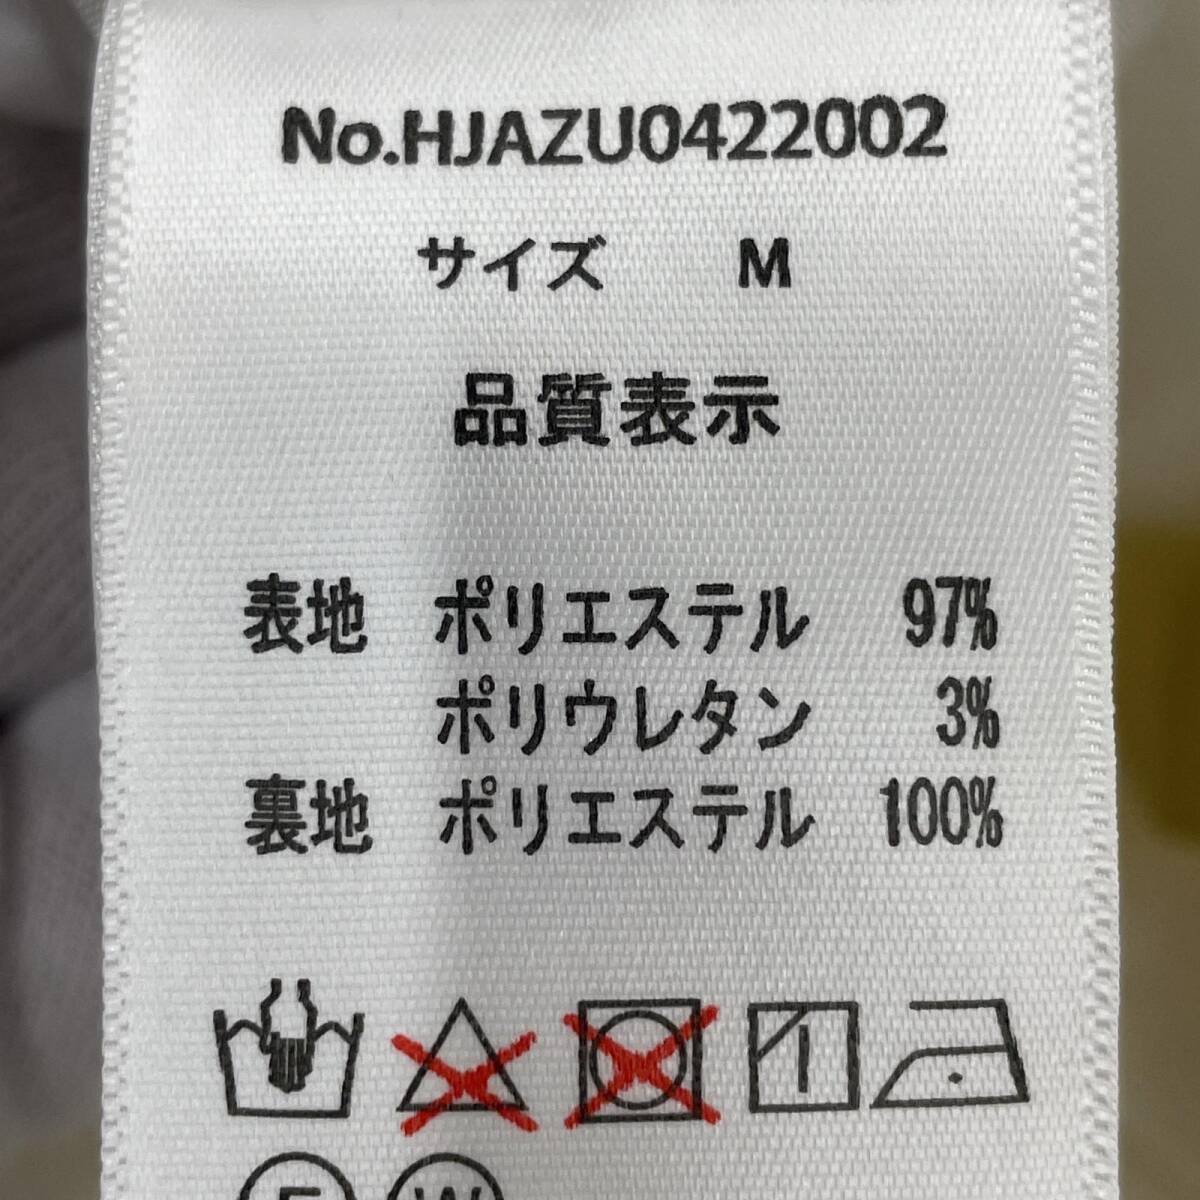 No.HJAZU0422002
サイズ M
品質表示
表地 ポリエステル 97%
ポリウレタン 3%
裏地 ポリエステル 100%
W